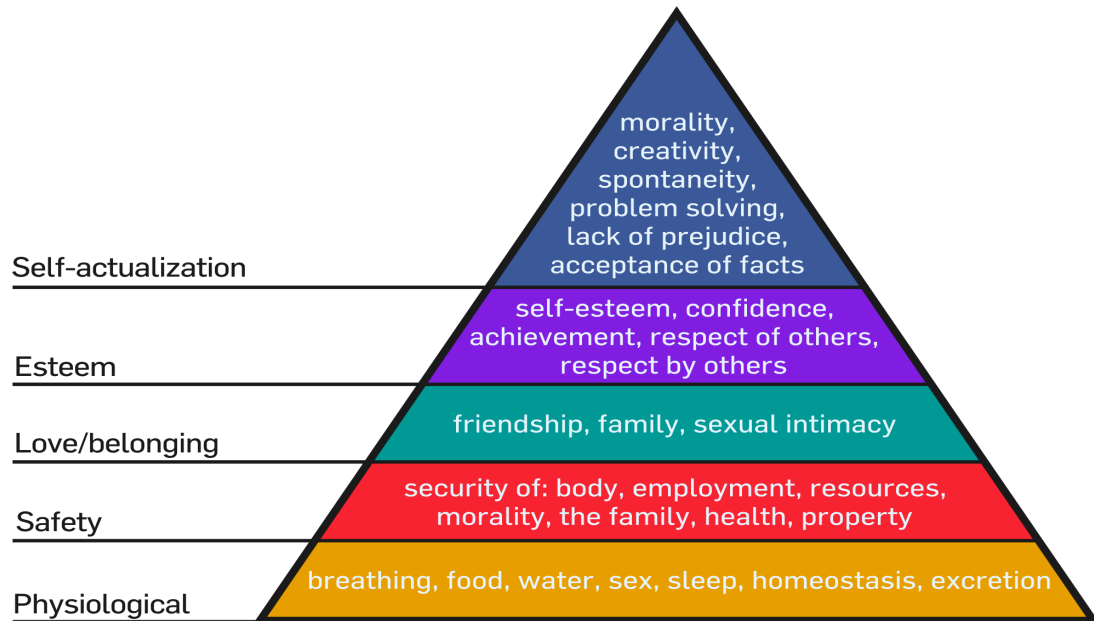 morality,
creativity,
spontaneity,
problem solving,
lack of prejudice,
acceptance of facts
Self-actualization
self-esteem, confidence,
achievement, respect of others,
respect by others
Esteem
friendship, family, sexual intimacy
Love/belonging
security of: body, employment, resources,
morality, the family, health, property
Safety
breathing, food, water, sex, sleep, homeostasis, excretion
Physiological